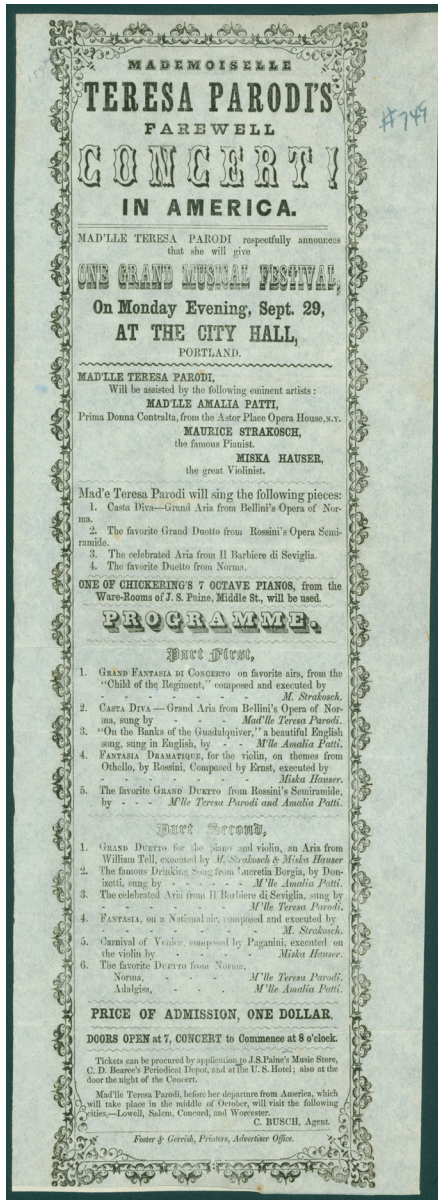 #749
MADEMOISELLE
TERESA PARODI'S
FAREWELL
CONCERT!
IN AMERICA.
MAD'LLE TERESA PARODI respectfully announces
that she will give
ONE GRAND MUSICAL FESTIVAL,
On Monday Evening, Sept. 29,
AT THE CITY HALL,
PORTLAND.
MAD'LLE TERESA PARODI,
Will be assisted by the following eminent artists:
MAD'LLE AMALIA PATTI,
Prima Donna Contralta, from the Astor Place Opera House, N.Y.
MAURICE STRAKOSCH,
the famous Pianist.
MISKA HAUSER,
the great Violinist.
Mad'e Teresa Parodi will sing the following pieces:
1. Casta Diva—Grand Aria from Bellini's Opera of Nor-
ma.
2. The favorite Grand Duetto from Rossini's Opera Semi-
ramide.
3. The celebrated Aria from Il Barbiere di Seviglia.
4. The favorite Duetto from Norma.
ONE OF CHICKERING'S 7 OCTAVE PIANOS, from the
Ware-Rooms of J. S. Paine, Middle St., will be used.
PROGRAMME.
Part First,
1. GRAND FANTASIA DI CONCERTO on favorite airs, from the
"Child of the Regiment," composed and executed by
- - - - - - M. Strakosch.
2. CASTA DIVA—Grand Aria from Bellini's Opera of Nor-
ma, sung by - - - Mad'lle Teresa Parodi.
3. "On the Banks of the Guadalquiver," a beautiful English
song, sung in English, by - - M'lle Amalia Patti.
4. FANTASIA DRAMATIQUE, for the violin, on themes from
Othello, by Rossini, Composed by Ernst, executed by
- - - - - - Miska Hauser.
5. The favorite GRAND DUETTO from Rossini's Semiramide,
by - - - M'lle Teresa Parodi and Amalia Patti.
Part Second,
1. GRAND DUETTO for the piano and violin, an Aria from
William Tell, executed by M. Strakosch & Miska Hauser
2. The famous Drinking Song from Lucretia Borgia, by Don-
izetti, sung by - - - - - M'lle Amalia Patti.
3. The celebrated Aria from Il Barbiere di Seviglia, sung by
- - - - - - M'lle Teresa Parodi.
4. FANTASIA, on a National air, composed and executed by
- - - - - - M. Strakosch.
5. Carnival of Venice, composed by Paganini, executed on
the violin by - - - - - Miska Hauser.
6. The favorite DUETTO from Norma,
Norma, - - - - M'lle Teresa Parodi.
Adalgisa, - - - - M'lle Amalia Patti.
PRICE OF ADMISSION, ONE DOLLAR.
DOORS OPEN at 7, CONCERT to Commence at 8 o'clock.
Tickets can be procured by application to J.S.Paine's Music Store,
C. D. Bearce's Periodical Depot, and at the U. S. Hotel; also at the
door the night of the Concert.
Mad'lle Teresa Parodi, before her departure from America, which
will take place in the middle of October, will visit the following
cities,—Lowell, Salem, Concord, and Worcester.
C. BUSCH, Agent.
Foster & Gerrish, Printers, Advertiser Office.